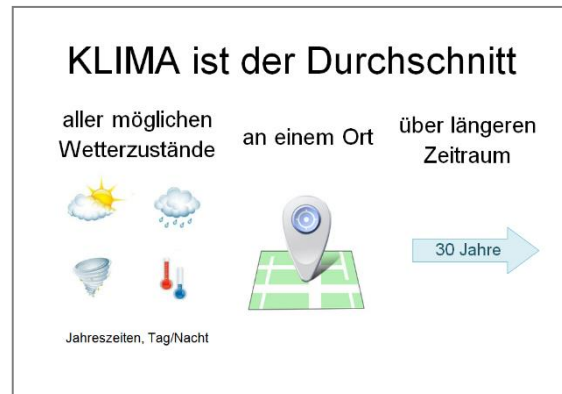 KLIMA ist der Durchschnitt
aller möglichen
Wetterzustände
an einem Ort
über längeren
Zeitraum
30 Jahre
Jahreszeiten, Tag/Nacht